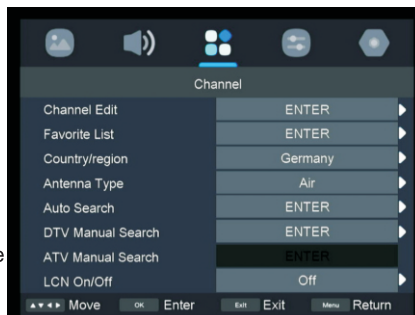 Channel
Channel Edit ENTER
Favorite List ENTER
Country/region Germany
Antenna Type Air
Auto Search ENTER
DTV Manual Search ENTER
ATV Manual Search ENTER
e
LCN On/Off Off
▲▼◀▶ Move OK Enter Exit Exit Menu Return